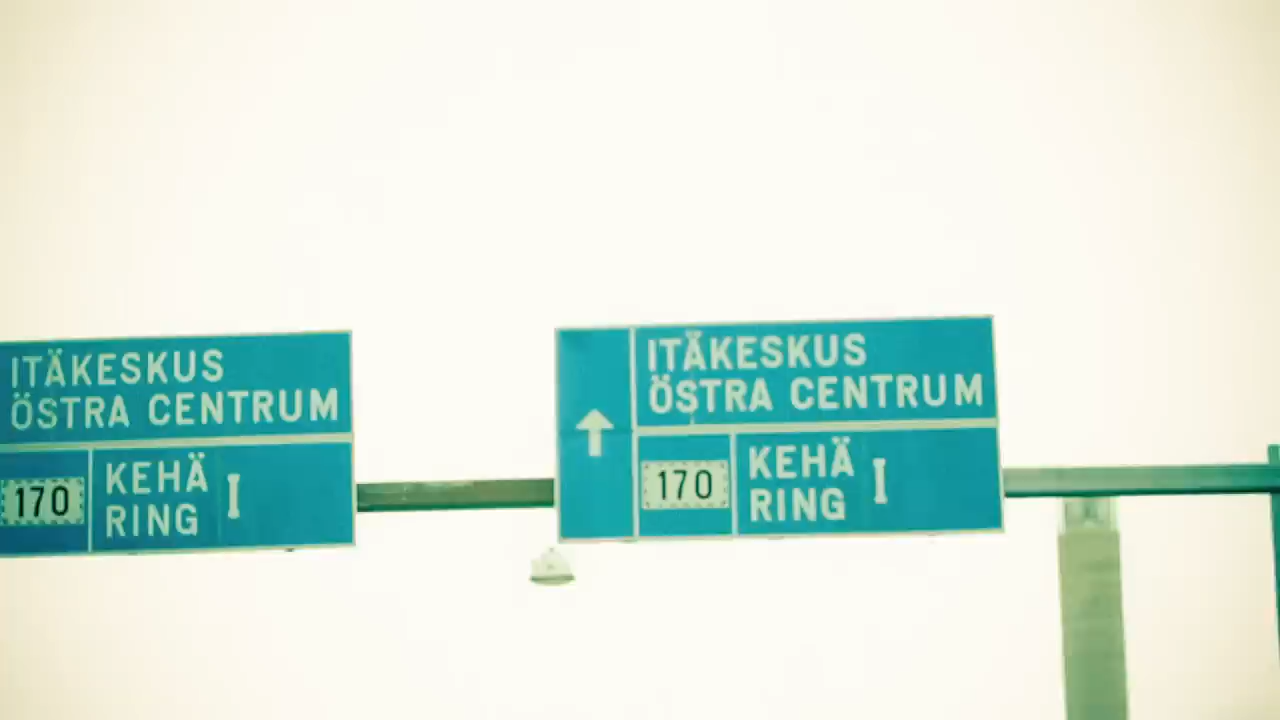 ITÄKESKUS
ÖSTRA CENTRUM
170
KEHÄ I
RING
ITÄKESKUS
ÖSTRA CENTRUM
170
KEHÄ I
RING